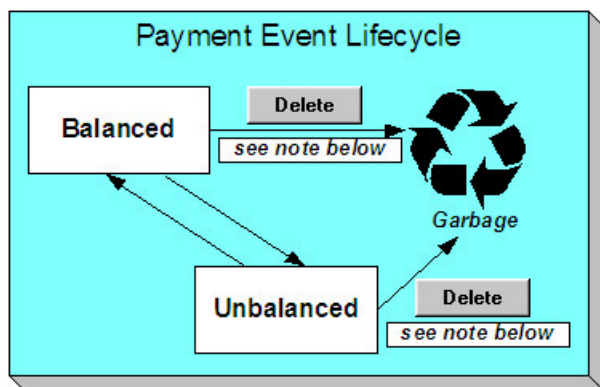 Payment Event Lifecycle
Delete
Balanced
see note below
Garbage
Unbalanced
Delete
see note below